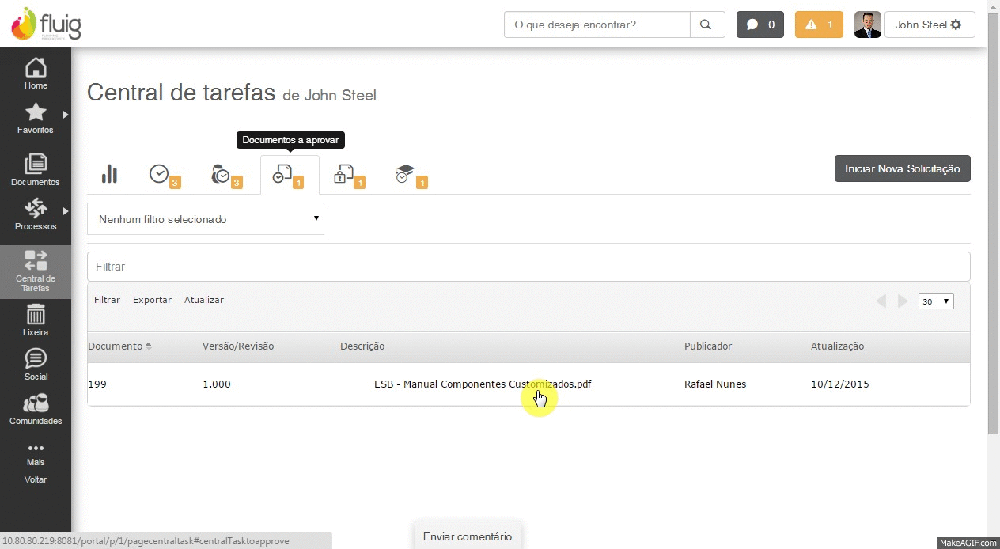 fluig
O que deseja encontrar?
0
1
John Steel
Home
Favoritos
Documentos
Processos
Central de
Tarefas
Lixeira
Social
Comunidades
Mais
Voltar
Central de tarefas de John Steel
Documentos a aprovar
3
3
1
1
1
Iniciar Nova Solicitação
Nenhum filtro selecionado
Filtrar
Filtrar Exportar Atualizar
30
Documento Versão/Revisão Descrição Publicador Atualização
199 1.000 ESB - Manual Componentes Customizados.pdf Rafael Nunes 10/12/2015
Enviar comentário
10.80.80.219:8081/portal/p/1/pagecentraltask#centralTasktoapprove
MakeAGIF.com